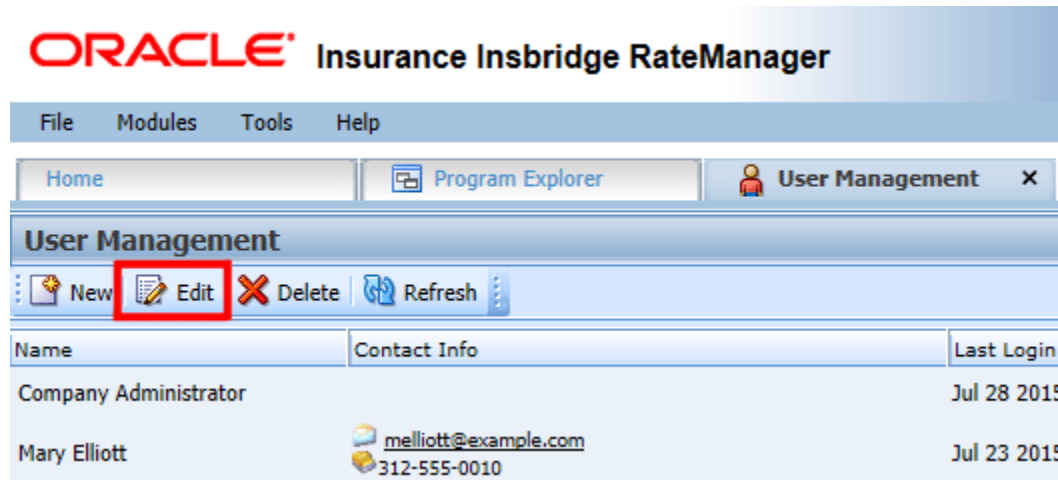 ORACLE Insurance Insbridge RateManager
File Modules Tools Help
Home Program Explorer User Management ×
User Management
New Edit Delete Refresh
Name Contact Info Last Login
Company Administrator Jul 28 2015
Mary Elliott melliott@example.com Jul 23 2015
312-555-0010